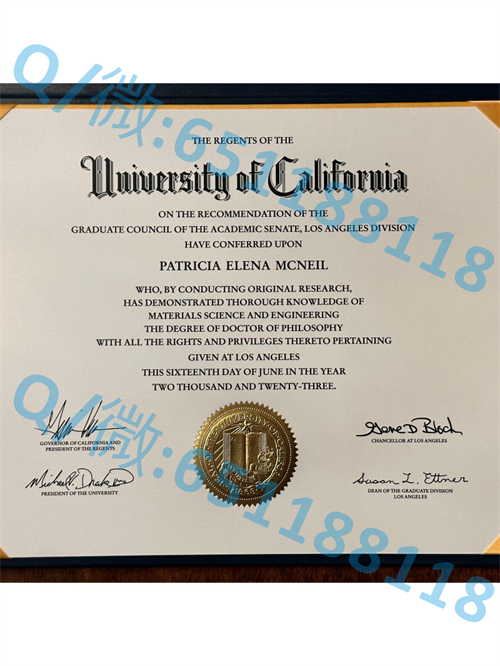 Q/微:651188118
THE REGENTS OF THE
University of California
ON THE RECOMMENDATION OF THE
GRADUATE COUNCIL OF THE ACADEMIC SENATE, LOS ANGELES DIVISION
HAVE CONFERRED UPON
PATRICIA ELENA MCNEIL
WHO, BY CONDUCTING ORIGINAL RESEARCH,
HAS DEMONSTRATED THOROUGH KNOWLEDGE OF
MATERIALS SCIENCE AND ENGINEERING
THE DEGREE OF DOCTOR OF PHILOSOPHY
WITH ALL THE RIGHTS AND PRIVILEGES THERETO PERTAINING
GIVEN AT LOS ANGELES
THIS SIXTEENTH DAY OF JUNE IN THE YEAR
TWO THOUSAND AND TWENTY-THREE.
Q/微:651188118
GOVERNOR OF CALIFORNIA AND
PRESIDENT OF THE REGENTS
Gene D Block
CHANCELLOR AT LOS ANGELES
Michael V. Drake
PRESIDENT OF THE UNIVERSITY
Susan L. Ettner
DEAN OF THE GRADUATE DIVISION
LOS ANGELES